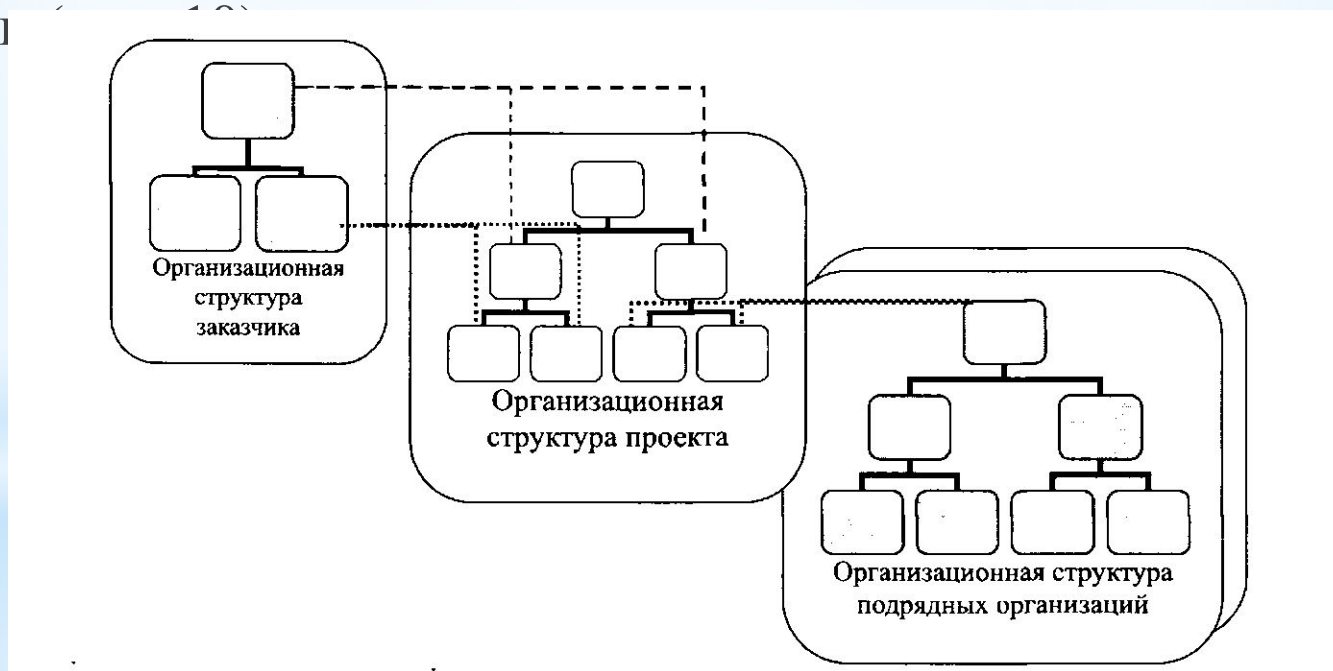 Организационная
структура
заказчика
Организационная
структура проекта
Организационная структура
подрядных организаций